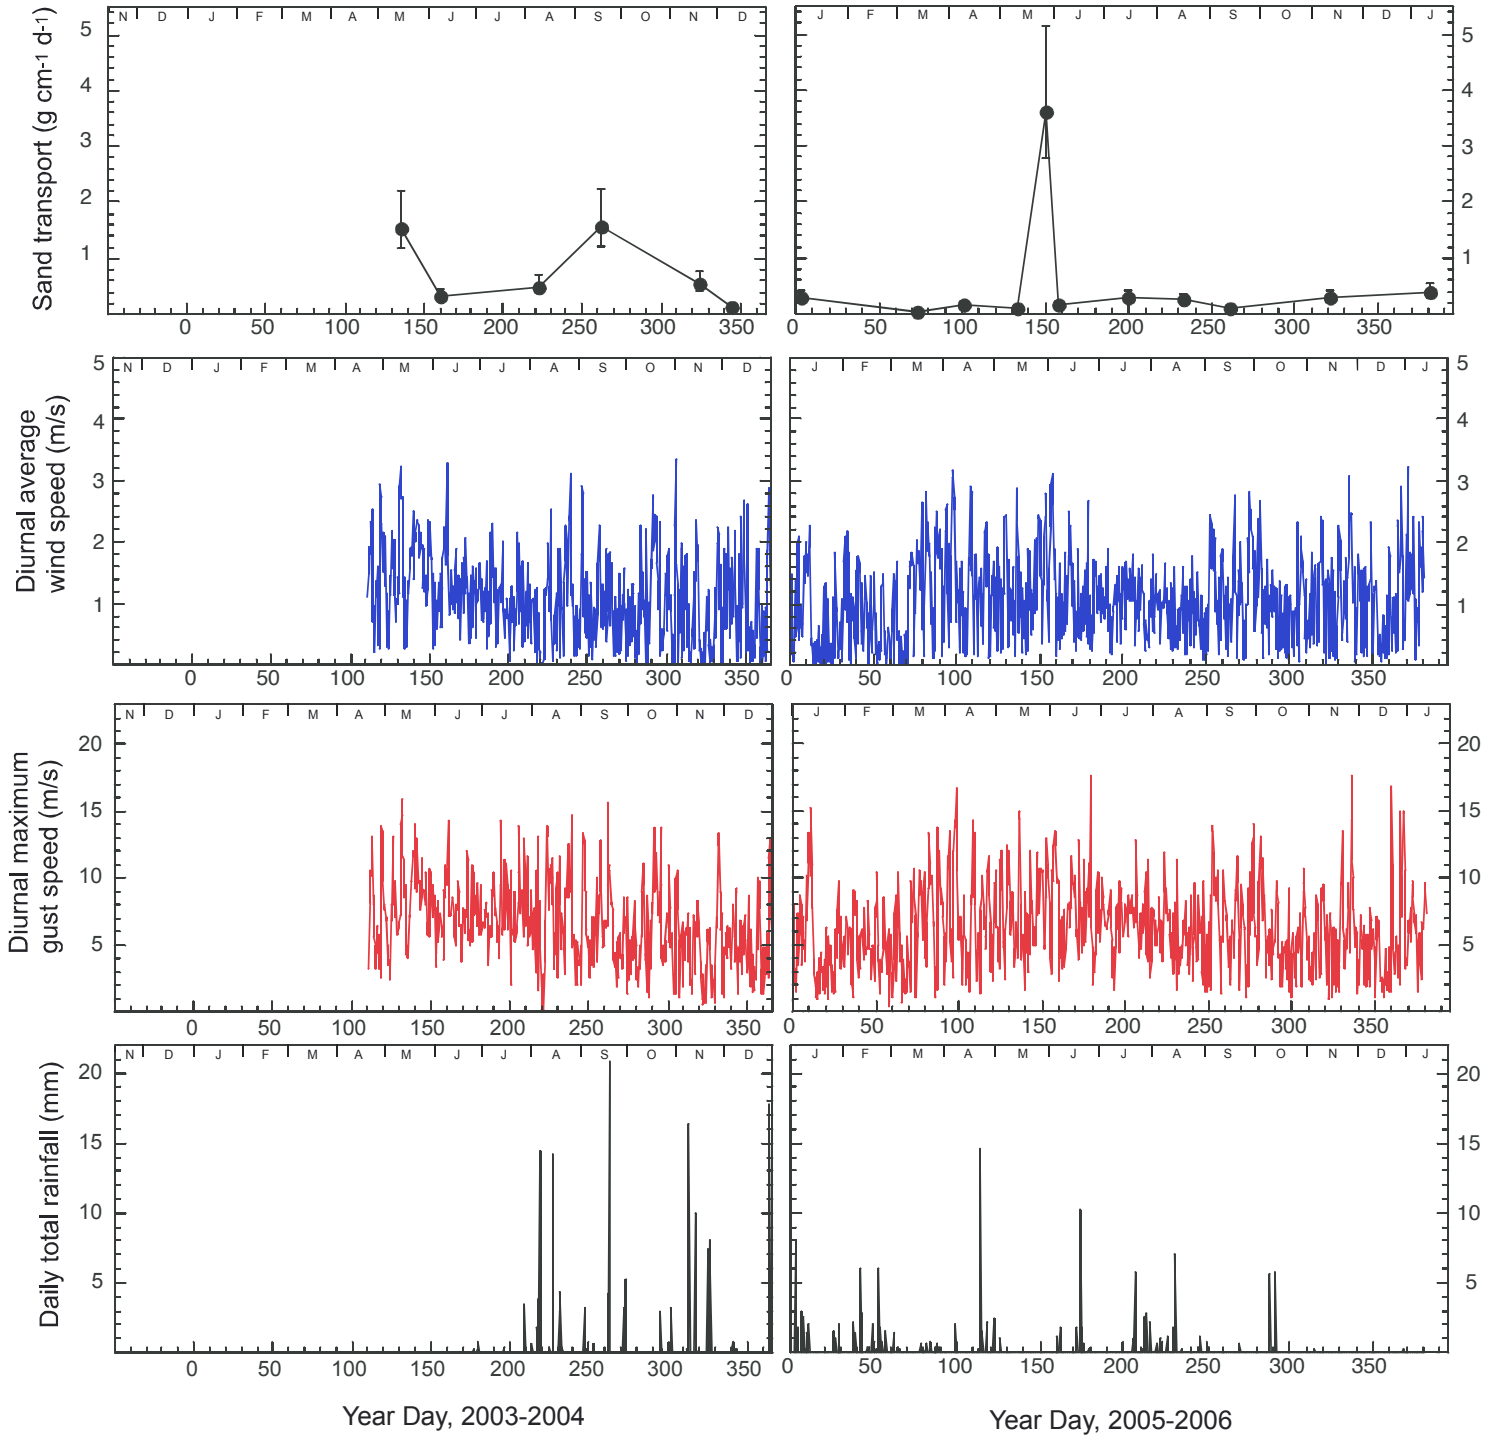 N D J F M A M J J A S O N D
J F M A M J J A S O N D J
Sand transport (g cm-1 d-1)
5
4
3
2
1
5
4
3
2
1
0 50 100 150 200 250 300 350
0 50 100 150 200 250 300 350
N D J F M A M J J A S O N D
J F M A M J J A S O N D J
Diurnal average
wind speed (m/s)
5
4
3
2
1
5
4
3
2
1
0 50 100 150 200 250 300 350
0 50 100 150 200 250 300 350
N D J F M A M J J A S O N D
J F M A M J J A S O N D J
Diurnal maximum
gust speed (m/s)
20
15
10
5
20
15
10
5
0 50 100 150 200 250 300 350
0 50 100 150 200 250 300 350
N D J F M A M J J A S O N D
J F M A M J J A S O N D J
Daily total rainfall (mm)
20
15
10
5
20
15
10
5
0 50 100 150 200 250 300 350
0 50 100 150 200 250 300 350
Year Day, 2003-2004
Year Day, 2005-2006